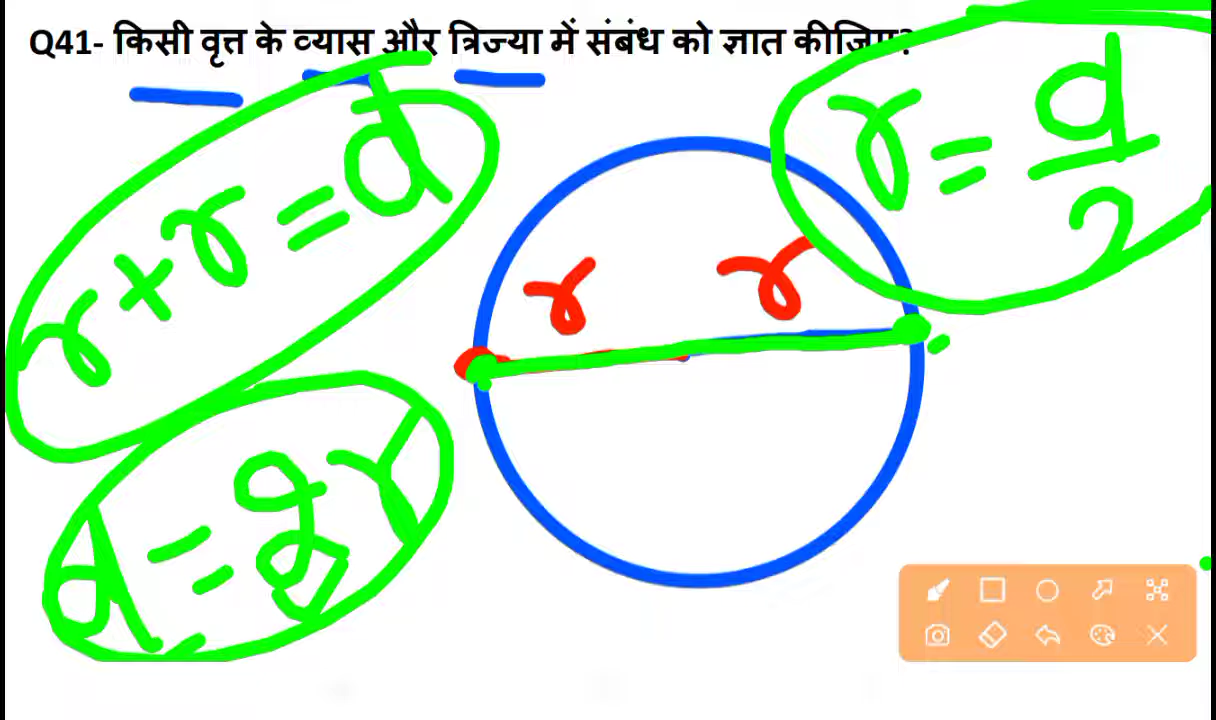 Q41- किसी वृत्त के व्यास और त्रिज्या में संबंध को ज्ञात कीजिए?
r = d/2
r + r = d
r r
d = 2r